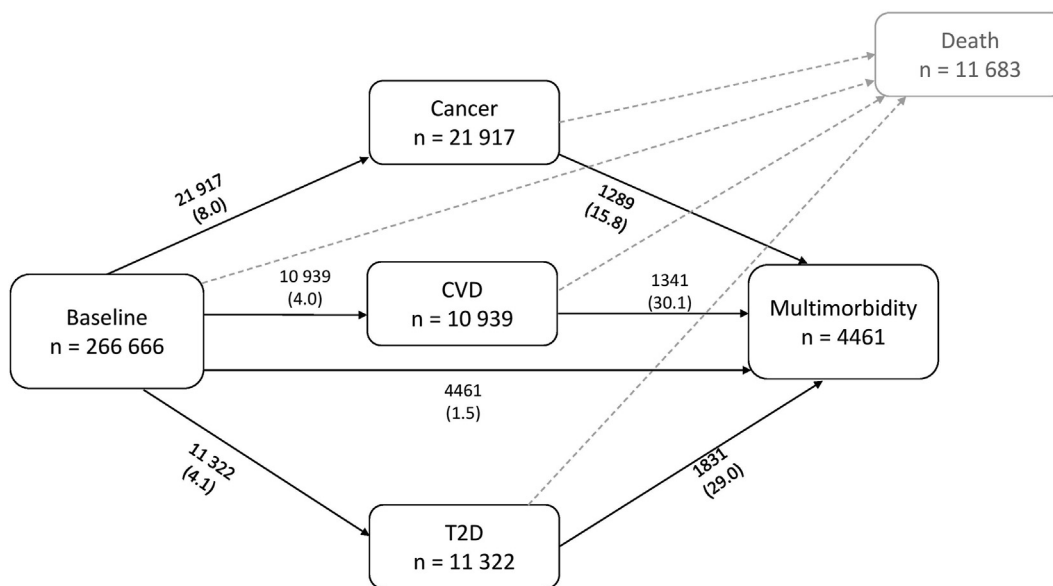 Death
n = 11 683
Cancer
n = 21 917
21 917
(8.0)
1289
(15.8)
Baseline
n = 266 666
10 939
(4.0)
CVD
n = 10 939
1341
(30.1)
Multimorbidity
n = 4461
4461
(1.5)
11 322
(4.1)
1831
(29.0)
T2D
n = 11 322